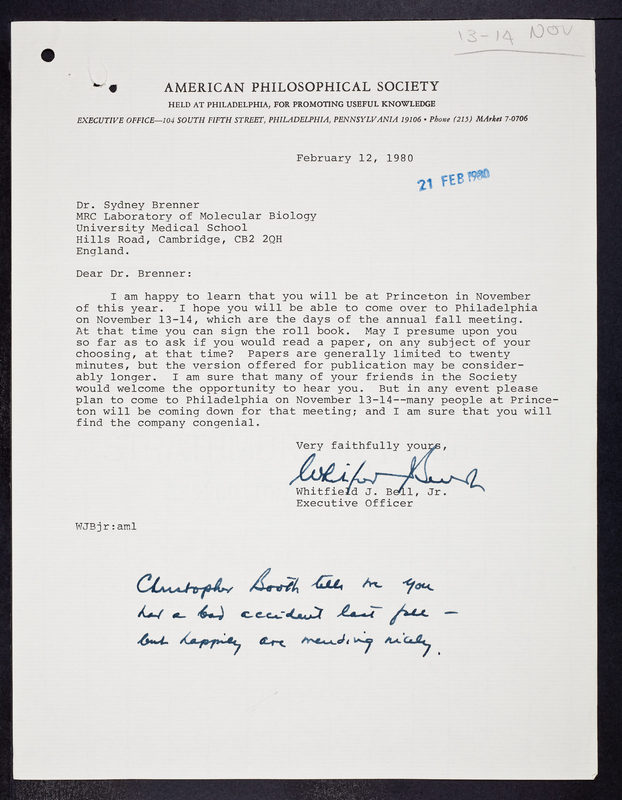 13-14 NOV
AMERICAN PHILOSOPHICAL SOCIETY
HELD AT PHILADELPHIA, FOR PROMOTING USEFUL KNOWLEDGE
EXECUTIVE OFFICE—104 SOUTH FIFTH STREET, PHILADELPHIA, PENNSYLVANIA 19106 • Phone (215) MArket 7-0706
February 12, 1980
21 FEB 1980
Dr. Sydney Brenner
MRC Laboratory of Molecular Biology
University Medical School
Hills Road, Cambridge, CB2 2QH
England.
Dear Dr. Brenner:
I am happy to learn that you will be at Princeton in November
of this year. I hope you will be able to come over to Philadelphia
on November 13-14, which are the days of the annual fall meeting.
At that time you can sign the roll book. May I presume upon you
so far as to ask if you would read a paper, on any subject of your
choosing, at that time? Papers are generally limited to twenty
minutes, but the version offered for publication may be consider-
ably longer. I am sure that many of your friends in the Society
would welcome the opportunity to hear you. But in any event please
plan to come to Philadelphia on November 13-14--many people at Prince-
ton will be coming down for that meeting; and I am sure that you will
find the company congenial.
Very faithfully yours,
Whitfield J. Bell, Jr.
Executive Officer
WJBjr:aml
Christopher Booth tells me you
had a bad accident last fall –
but happily are mending nicely.